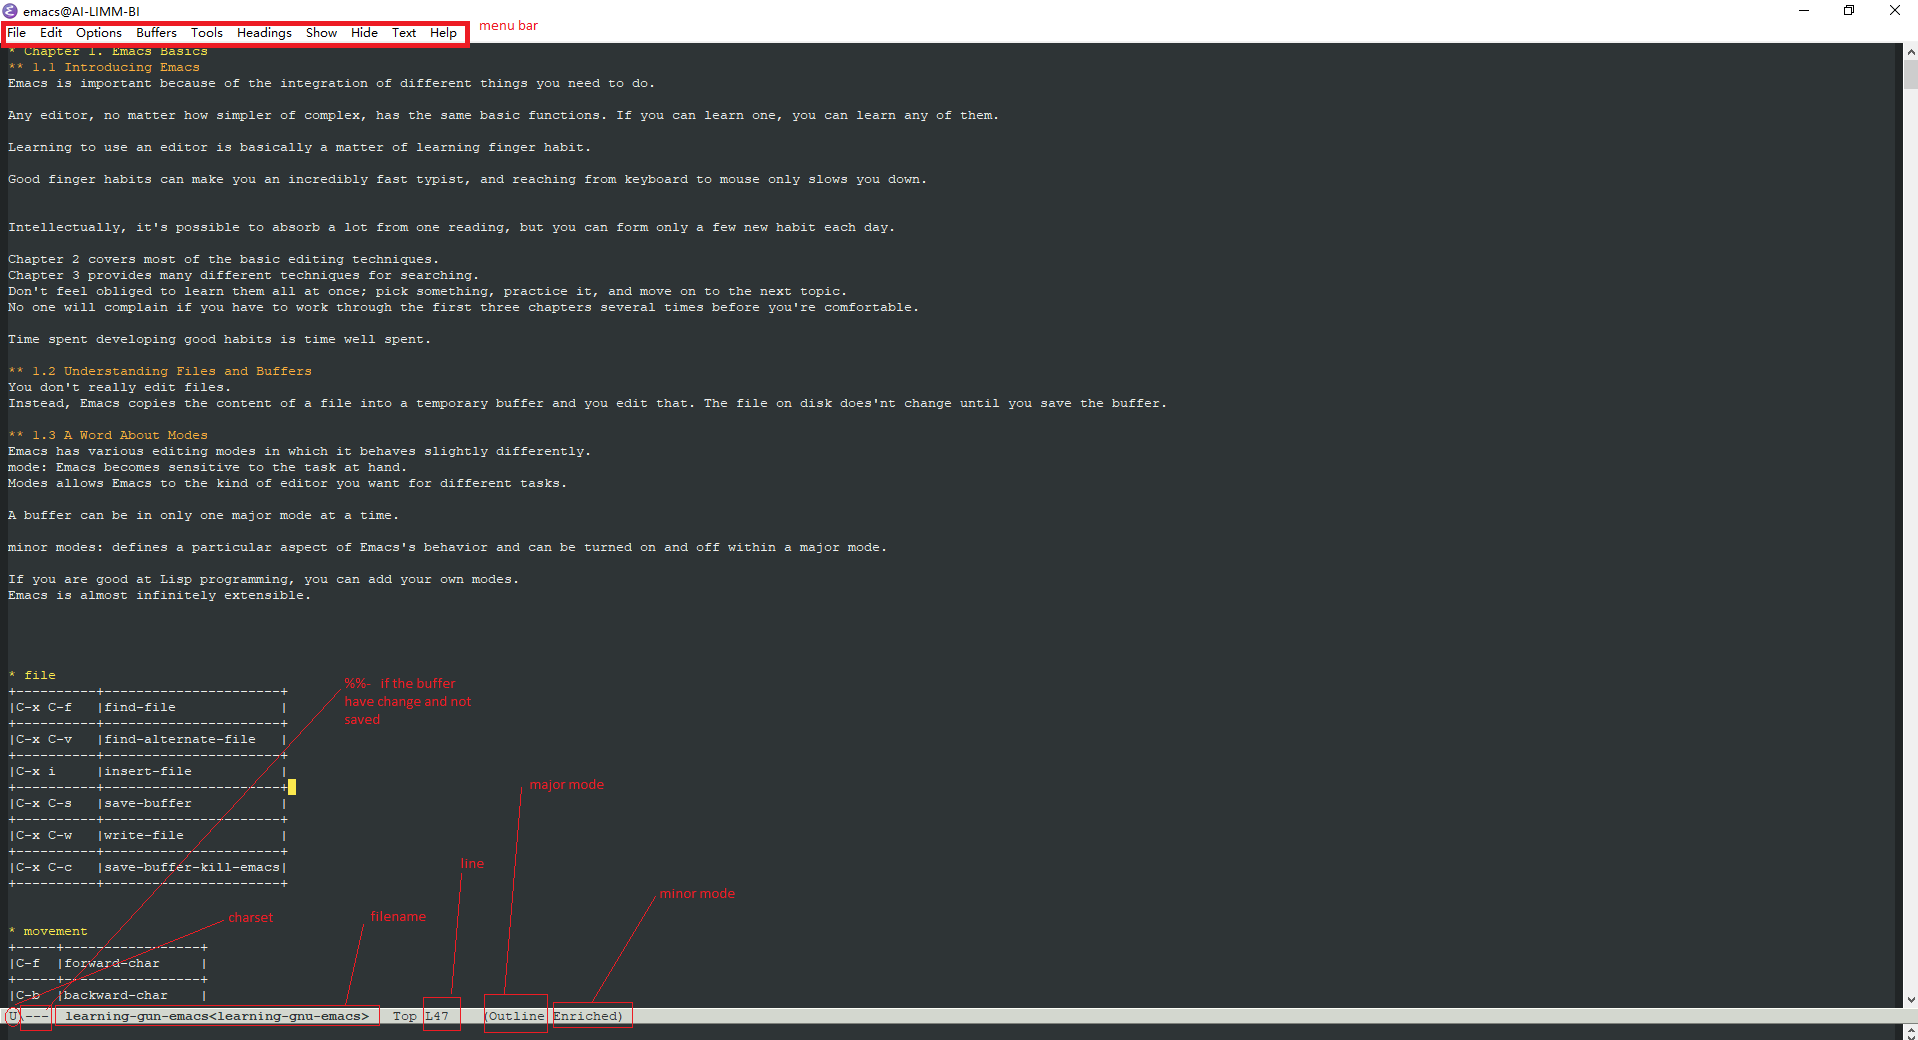 emacs@AI-LIMM-BI
File Edit Options Buffers Tools Headings Show Hide Text Help
menu bar
* Chapter 1. Emacs Basics
** 1.1 Introducing Emacs
Emacs is important because of the integration of different things you need to do.
Any editor, no matter how simpler of complex, has the same basic functions. If you can learn one, you can learn any of them.
Learning to use an editor is basically a matter of learning finger habit.
Good finger habits can make you an incredibly fast typist, and reaching from keyboard to mouse only slows you down.
Intellectually, it's possible to absorb a lot from one reading, but you can form only a few new habit each day.
Chapter 2 covers most of the basic editing techniques.
Chapter 3 provides many different techniques for searching.
Don't feel obliged to learn them all at once; pick something, practice it, and move on to the next topic.
No one will complain if you have to work through the first three chapters several times before you're comfortable.
Time spent developing good habits is time well spent.
** 1.2 Understanding Files and Buffers
You don't really edit files.
Instead, Emacs copies the content of a file into a temporary buffer and you edit that. The file on disk does'nt change until you save the buffer.
** 1.3 A Word About Modes
Emacs has various editing modes in which it behaves slightly differently.
mode: Emacs becomes sensitive to the task at hand.
Modes allows Emacs to the kind of editor you want for different tasks.
A buffer can be in only one major mode at a time.
minor modes: defines a particular aspect of Emacs's behavior and can be turned on and off within a major mode.
If you are good at Lisp programming, you can add your own modes.
Emacs is almost infinitely extensible.
* file
+----------+----------------------+
|C-x C-f   |find-file             |
+----------+----------------------+
|C-x C-v   |find-alternate-file   |
+----------+----------------------+
|C-x i     |insert-file           |
+----------+----------------------+
|C-x C-s   |save-buffer           |
+----------+----------------------+
|C-x C-w   |write-file            |
+----------+----------------------+
|C-x C-c   |save-buffer-kill-emacs|
+----------+----------------------+
%%- if the buffer
have change and not
saved
major mode
line
minor mode
charset
filename
* movement
+-----+-----------------+
|C-f  |forward-char     |
+-----+-----------------+
|C-b  |backward-char    |
U\--- learning-gun-emacs<learning-gnu-emacs> Top L47 (Outline Enriched)